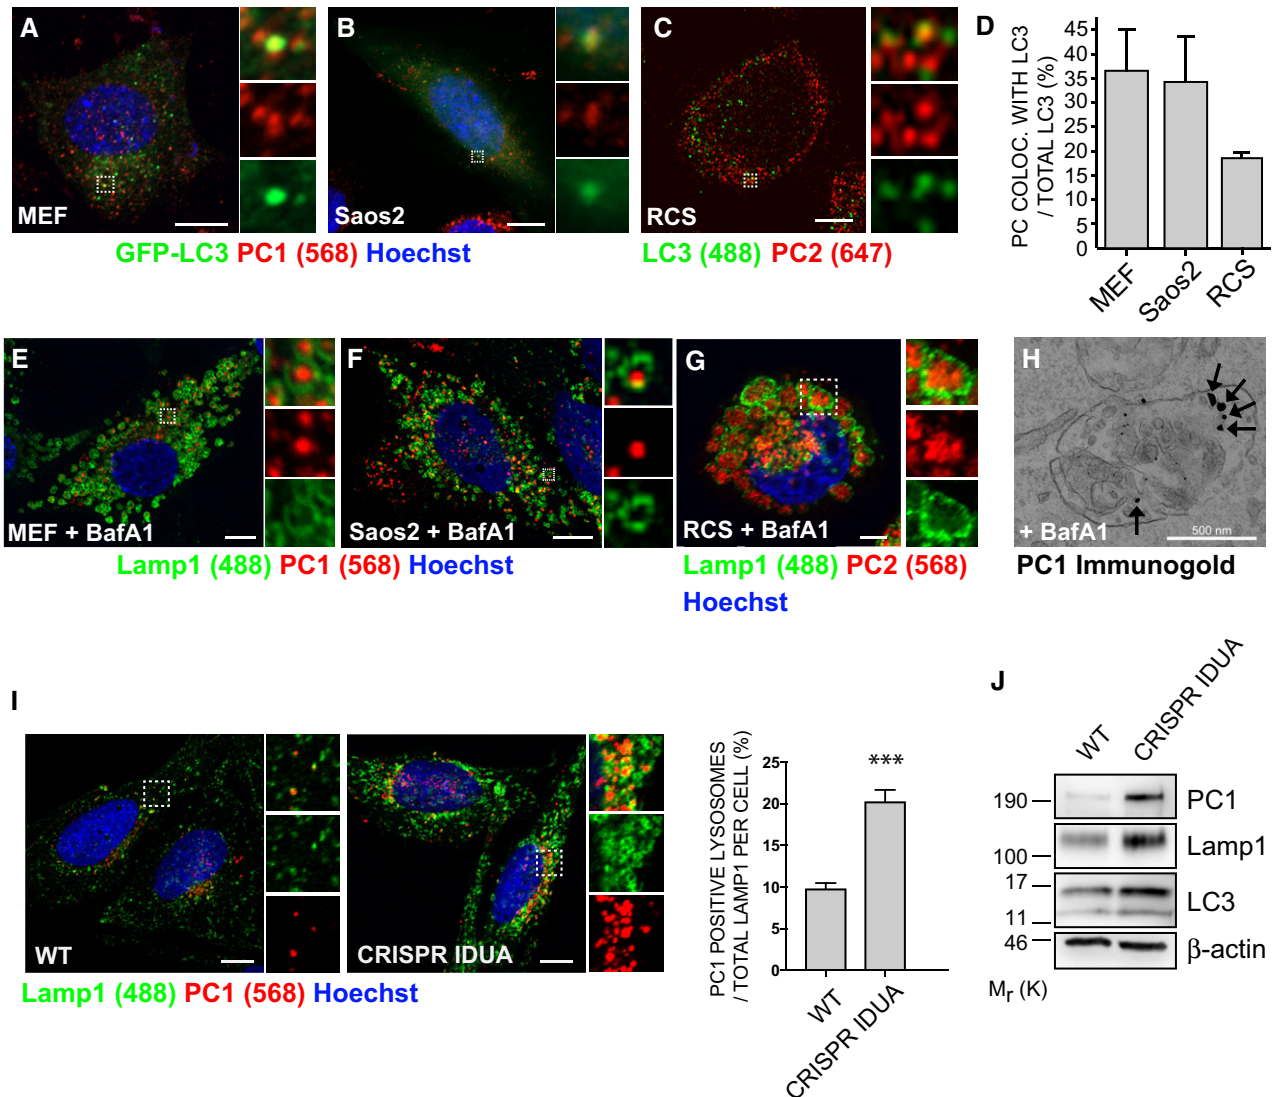 A
MEF
B
Saos2
C
RCS
GFP-LC3 PC1 (568) Hoechst
LC3 (488) PC2 (647)
D
PC COLOC. WITH LC3
/ TOTAL LC3 (%)
45
40
35
30
25
20
15
10
5
0
MEF
Saos2
RCS
E
MEF + BafA1
F
Saos2 + BafA1
G
RCS + BafA1
H
+ BafA1
500 nm
Lamp1 (488) PC1 (568) Hoechst
Lamp1 (488) PC2 (568)
Hoechst
PC1 Immunogold
I
WT
CRISPR IDUA
Lamp1 (488) PC1 (568) Hoechst
PC1 POSITIVE LYSOSOMES
/ TOTAL LAMP1 PER CELL (%)
25
20
15
10
5
0
***
WT
CRISPR IDUA
J
WT
CRISPR IDUA
190
PC1
100
Lamp1
17
11
LC3
46
β-actin
Mr (K)